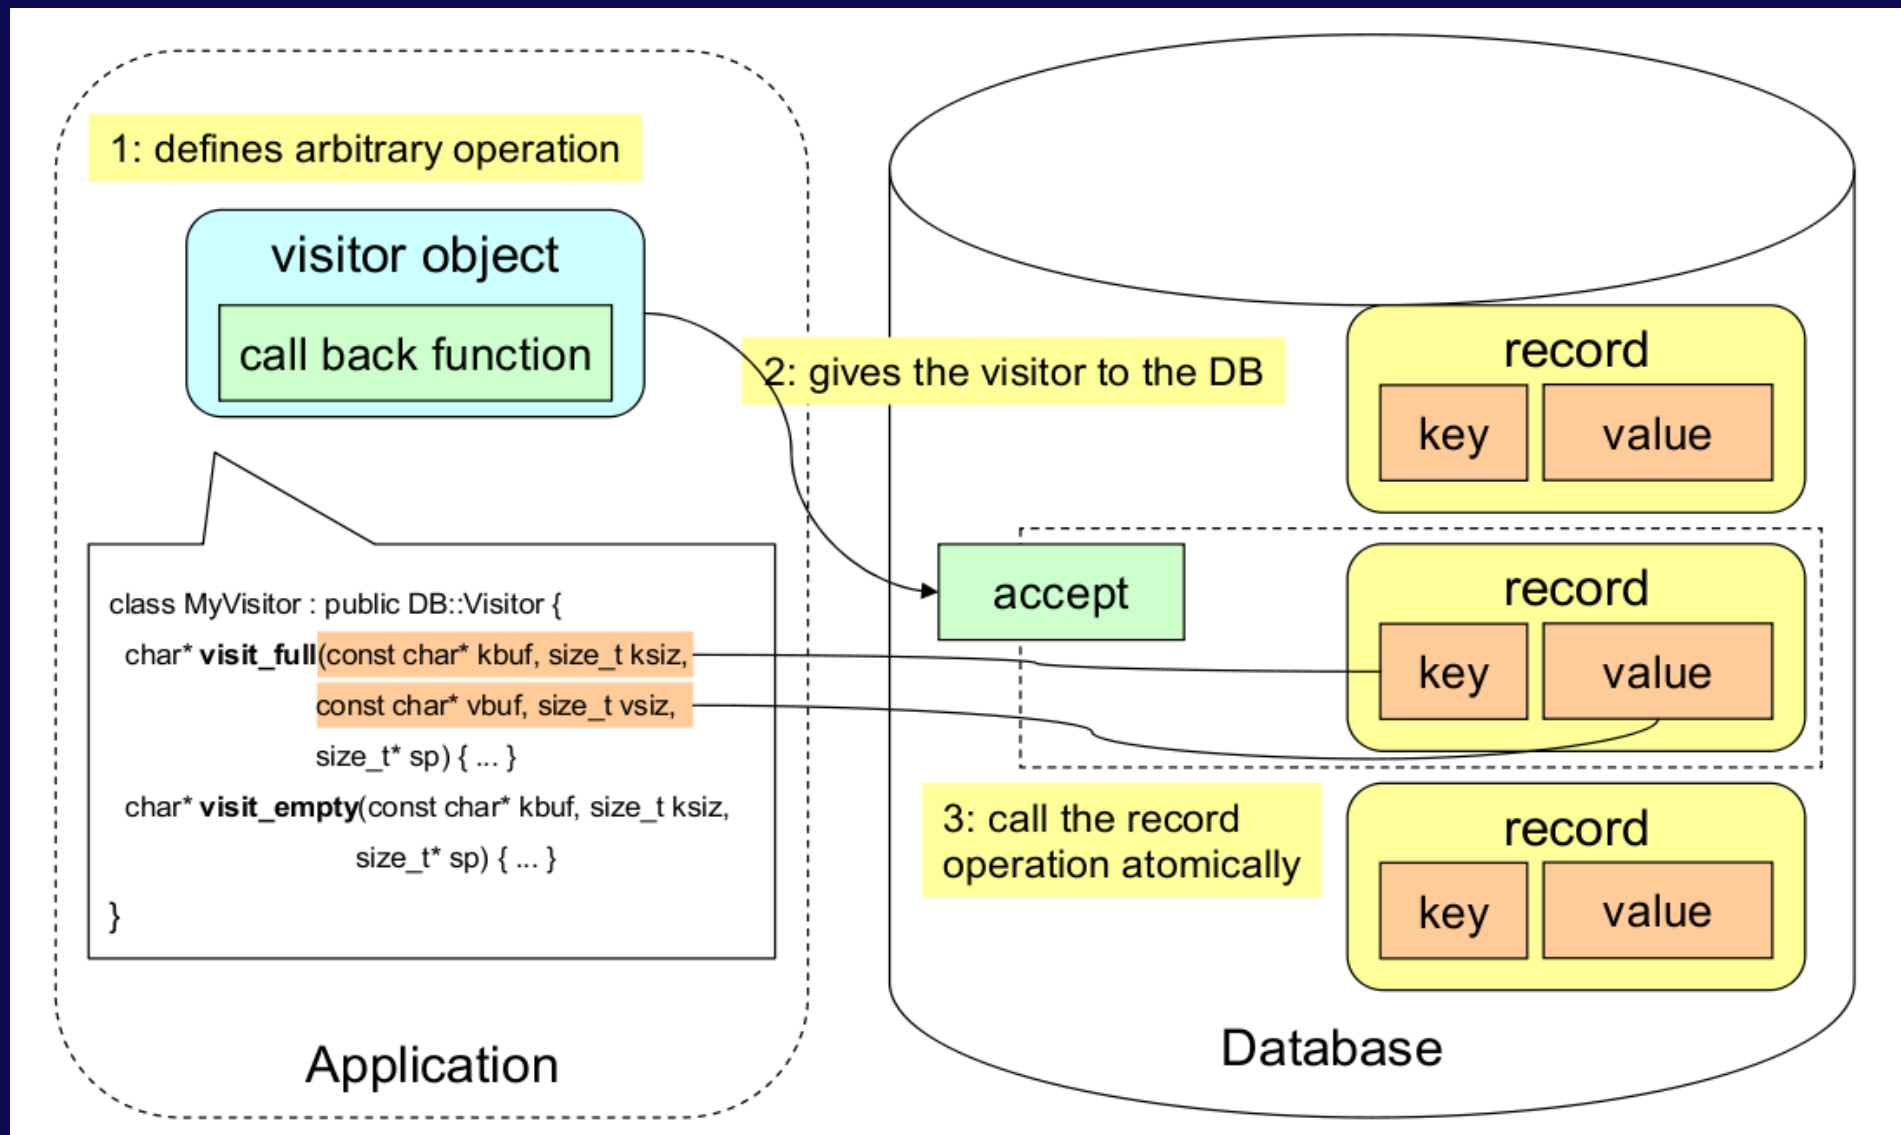 1: defines arbitrary operation
visitor object
call back function
2: gives the visitor to the DB
class MyVisitor : public DB::Visitor {
char* visit_full(const char* kbuf, size_t ksiz,
const char* vbuf, size_t vsiz,
size_t* sp) { ... }
char* visit_empty(const char* kbuf, size_t ksiz,
size_t* sp) { ... }
}
Application
record
key value
accept
record
key value
3: call the record
operation atomically
record
key value
Database